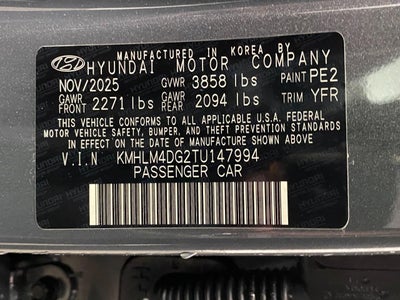 MANUFACTURED IN KOREA BY
HYUNDAI MOTOR COMPANY
NOV/2025 GVWR 3858 lbs PAINT PE2
GAWR FRONT 2271 lbs GAWR REAR 2094 lbs TRIM YFR
THIS VEHICLE CONFORMS TO ALL APPLICABLE U.S.A FEDERAL
MOTOR VEHICLE SAFETY, BUMPER, AND THEFT PREVENTION
STANDARDS IN EFFECT ON THE DATE OF MANUFACTURE SHOWN ABOVE
V.I.N KMHLM4DG2TU147994
PASSENGER CAR